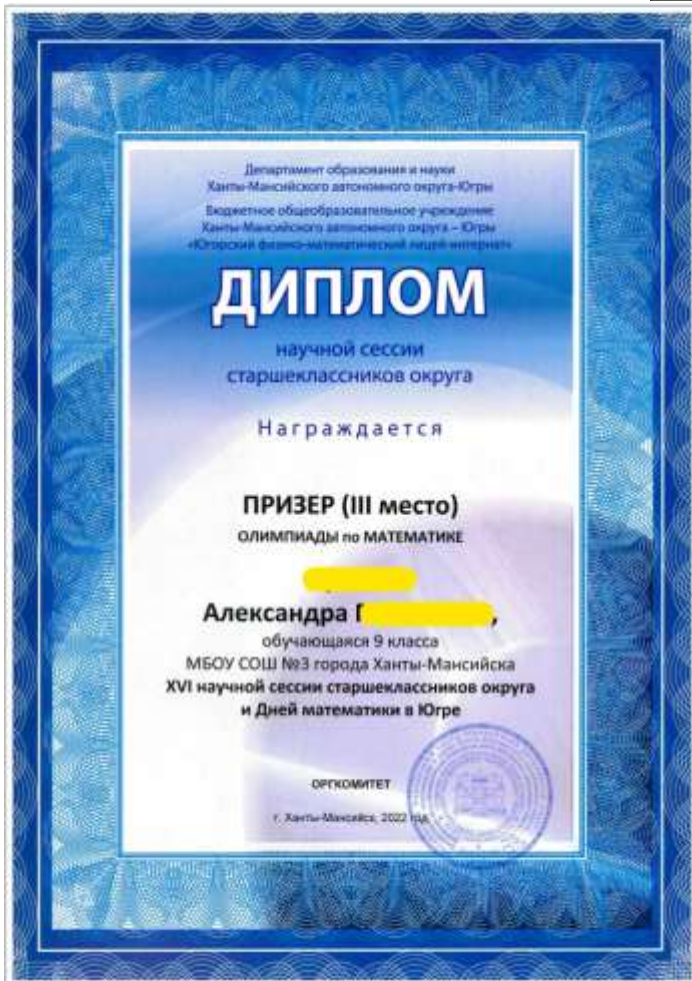 Департамент образования и науки
Ханты-Мансийского автономного округа-Югры
Бюджетное общеобразовательное учреждение
Ханты-Мансийского автономного округа – Югры
«Югорский физико-математический лицей-интернат»
ДИПЛОМ
научной сессии
старшеклассников округа
Награждается
ПРИЗЕР (III место)
ОЛИМПИАДЫ по МАТЕМАТИКЕ
Александра
обучающаяся 9 класса
МБОУ СОШ №3 города Ханты-Мансийска
XVI научной сессии старшеклассников округа
и Дней математики в Югре
ОРГКОМИТЕТ
г. Ханты-Мансийск, 2022 год